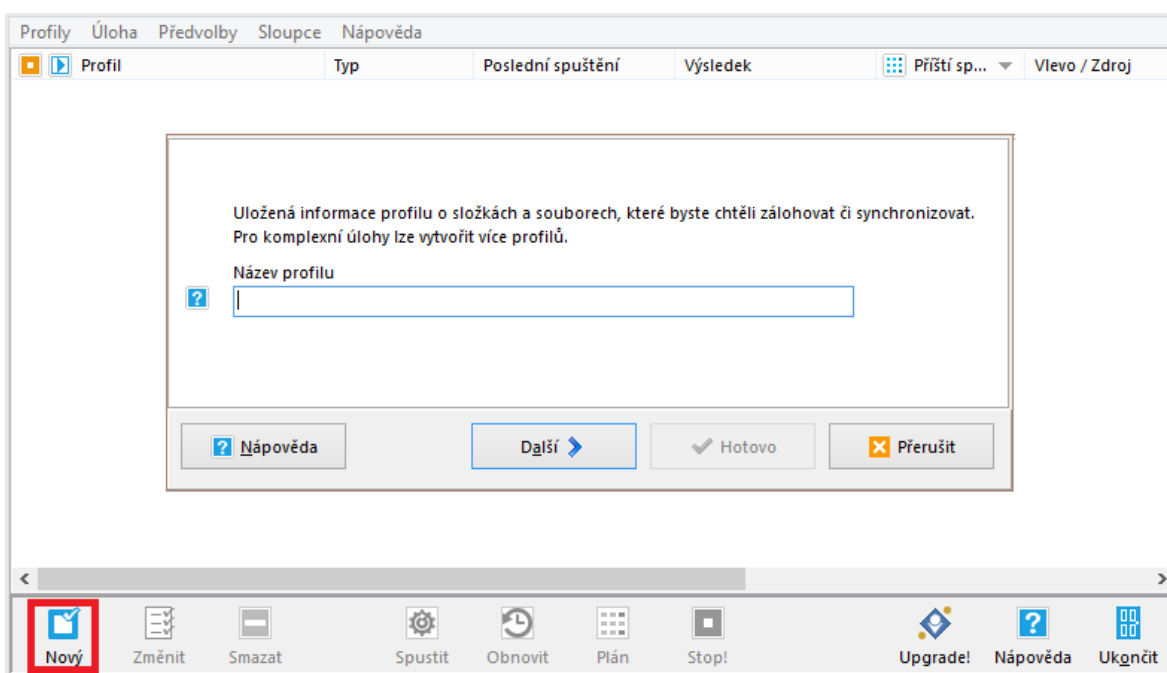 Profily Úloha Předvolby Sloupce Nápověda
Profil Typ Poslední spuštění Výsledek Příští sp... Vlevo / Zdroj
Uložená informace profilu o složkách a souborech, které byste chtěli zálohovat či synchronizovat.
Pro komplexní úlohy lze vytvořit více profilů.
Název profilu
Nápověda Další Hotovo Přerušit
Nový Změnit Smazat Spustit Obnovit Plán Stop! Upgrade! Nápověda Ukončit